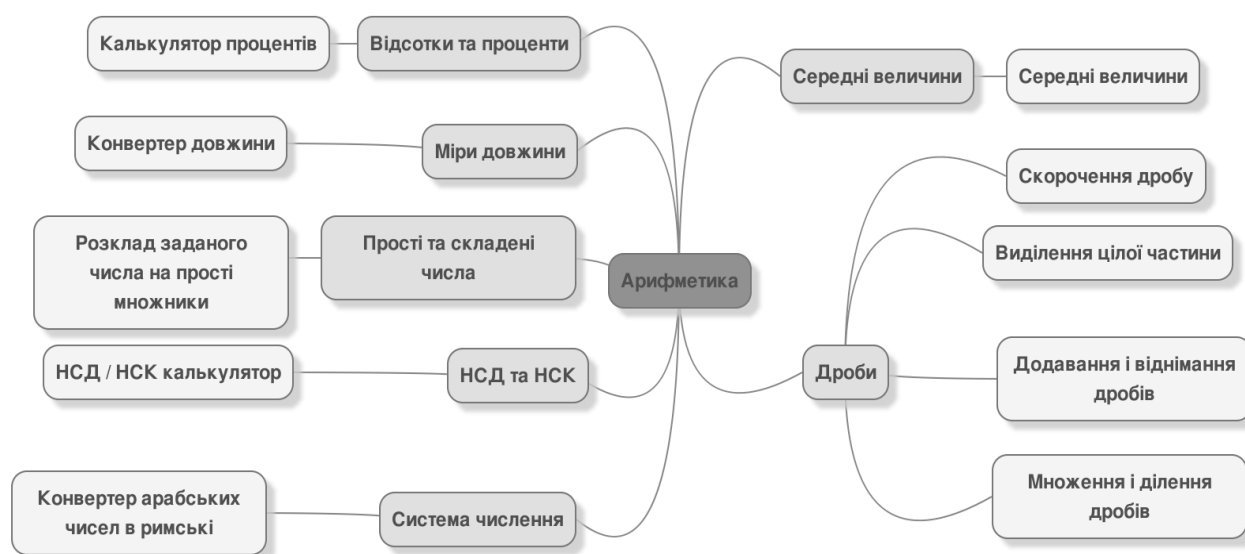 Калькулятор процентів
Відсотки та проценти
Конвертер довжини
Міри довжини
Розклад заданого
числа на прості
множники
Прості та складені
числа
НСД / НСК калькулятор
НСД та НСК
Конвертер арабських
чисел в римські
Система числення
Арифметика
Середні величини
Середні величини
Дроби
Скорочення дробу
Виділення цілої частини
Додавання і віднімання
дробів
Множення і ділення
дробів